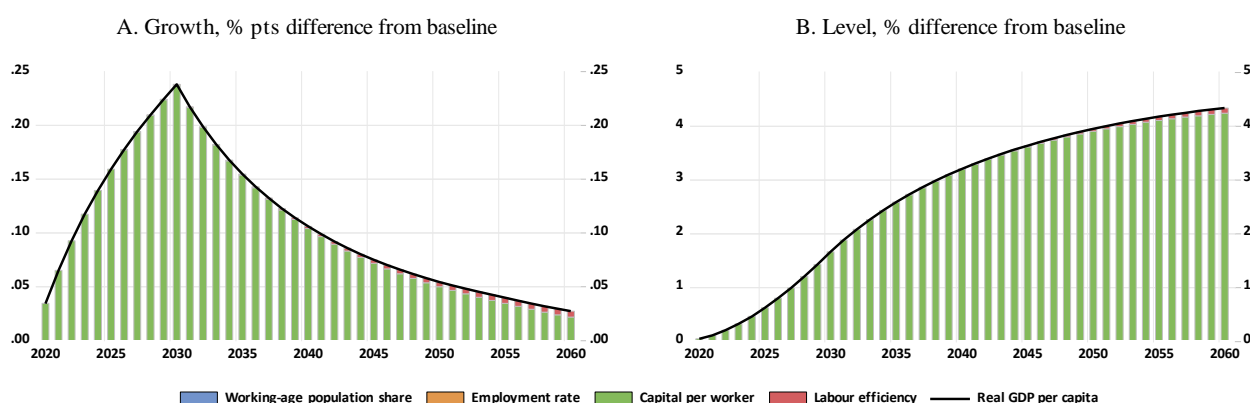 A. Growth, % pts difference from baseline
B. Level, % difference from baseline
.25 .25
.20 .20
.15 .15
.10 .10
.05 .05
.00 .00
2020 2025 2030 2035 2040 2045 2050 2055 2060
5 5
4 4
3 3
2 2
1 1
0 0
2020 2025 2030 2035 2040 2045 2050 2055 2060
Working-age population share Employment rate Capital per worker Labour efficiency Real GDP per capita